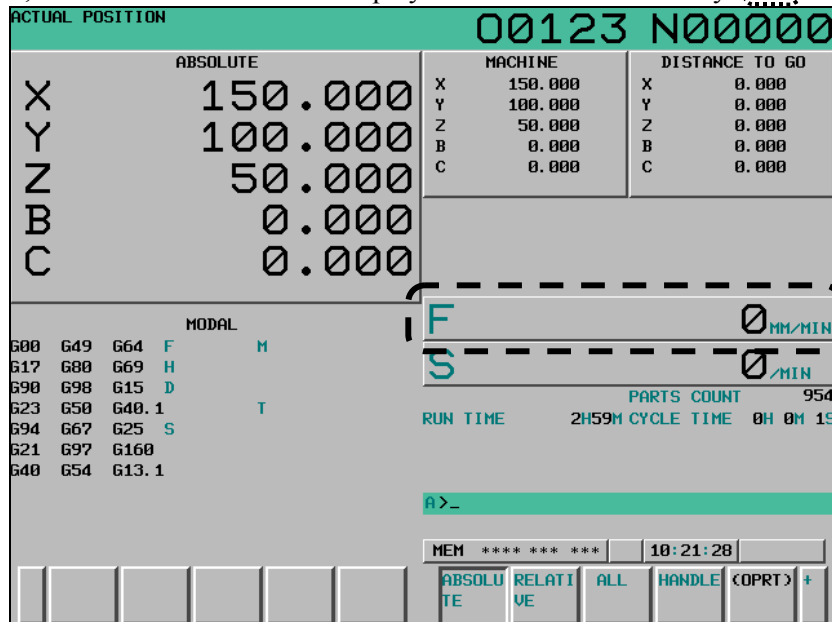 ACTUAL POSITION
O0123 N00000
ABSOLUTE
X 150.000
Y 100.000
Z 50.000
B 0.000
C 0.000
MACHINE
X 150.000
Y 100.000
Z 50.000
B 0.000
C 0.000
DISTANCE TO GO
X 0.000
Y 0.000
Z 0.000
B 0.000
C 0.000
MODAL
G00 G49 G64 F M
G17 G80 G69 H
G90 G98 G15 D
G23 G50 G40.1 T
G94 G67 G25 S
G21 G97 G160
G40 G54 G13.1
F 0 MM/MIN
S 0 /MIN
PARTS COUNT 954
RUN TIME 2H59M CYCLE TIME 0H 0M 1S
A>_
MEM **** *** *** 10:21:28
ABSOLUTE RELATIVE ALL HANDLE (OPRT) +